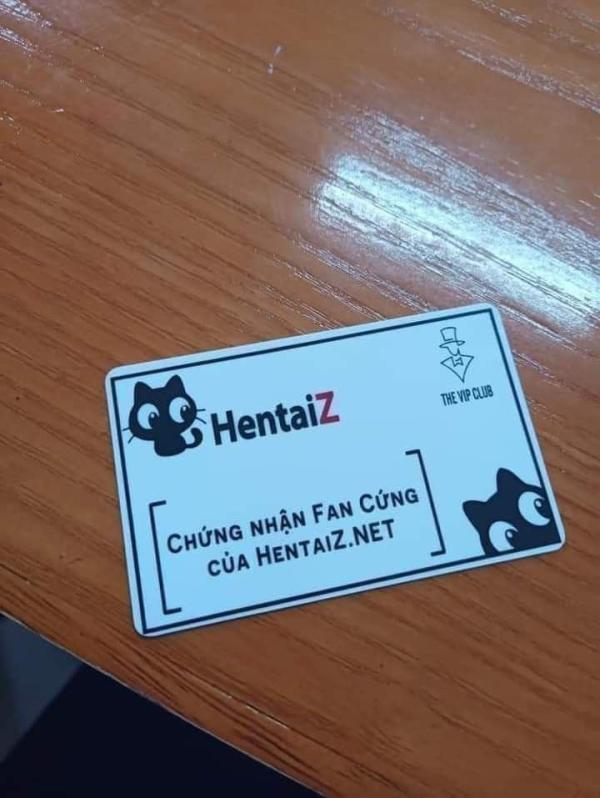 HentaiZ
THE VIP CLUB
CHỨNG NHẬN FAN CỨNG
CỦA HENTAIZ.NET